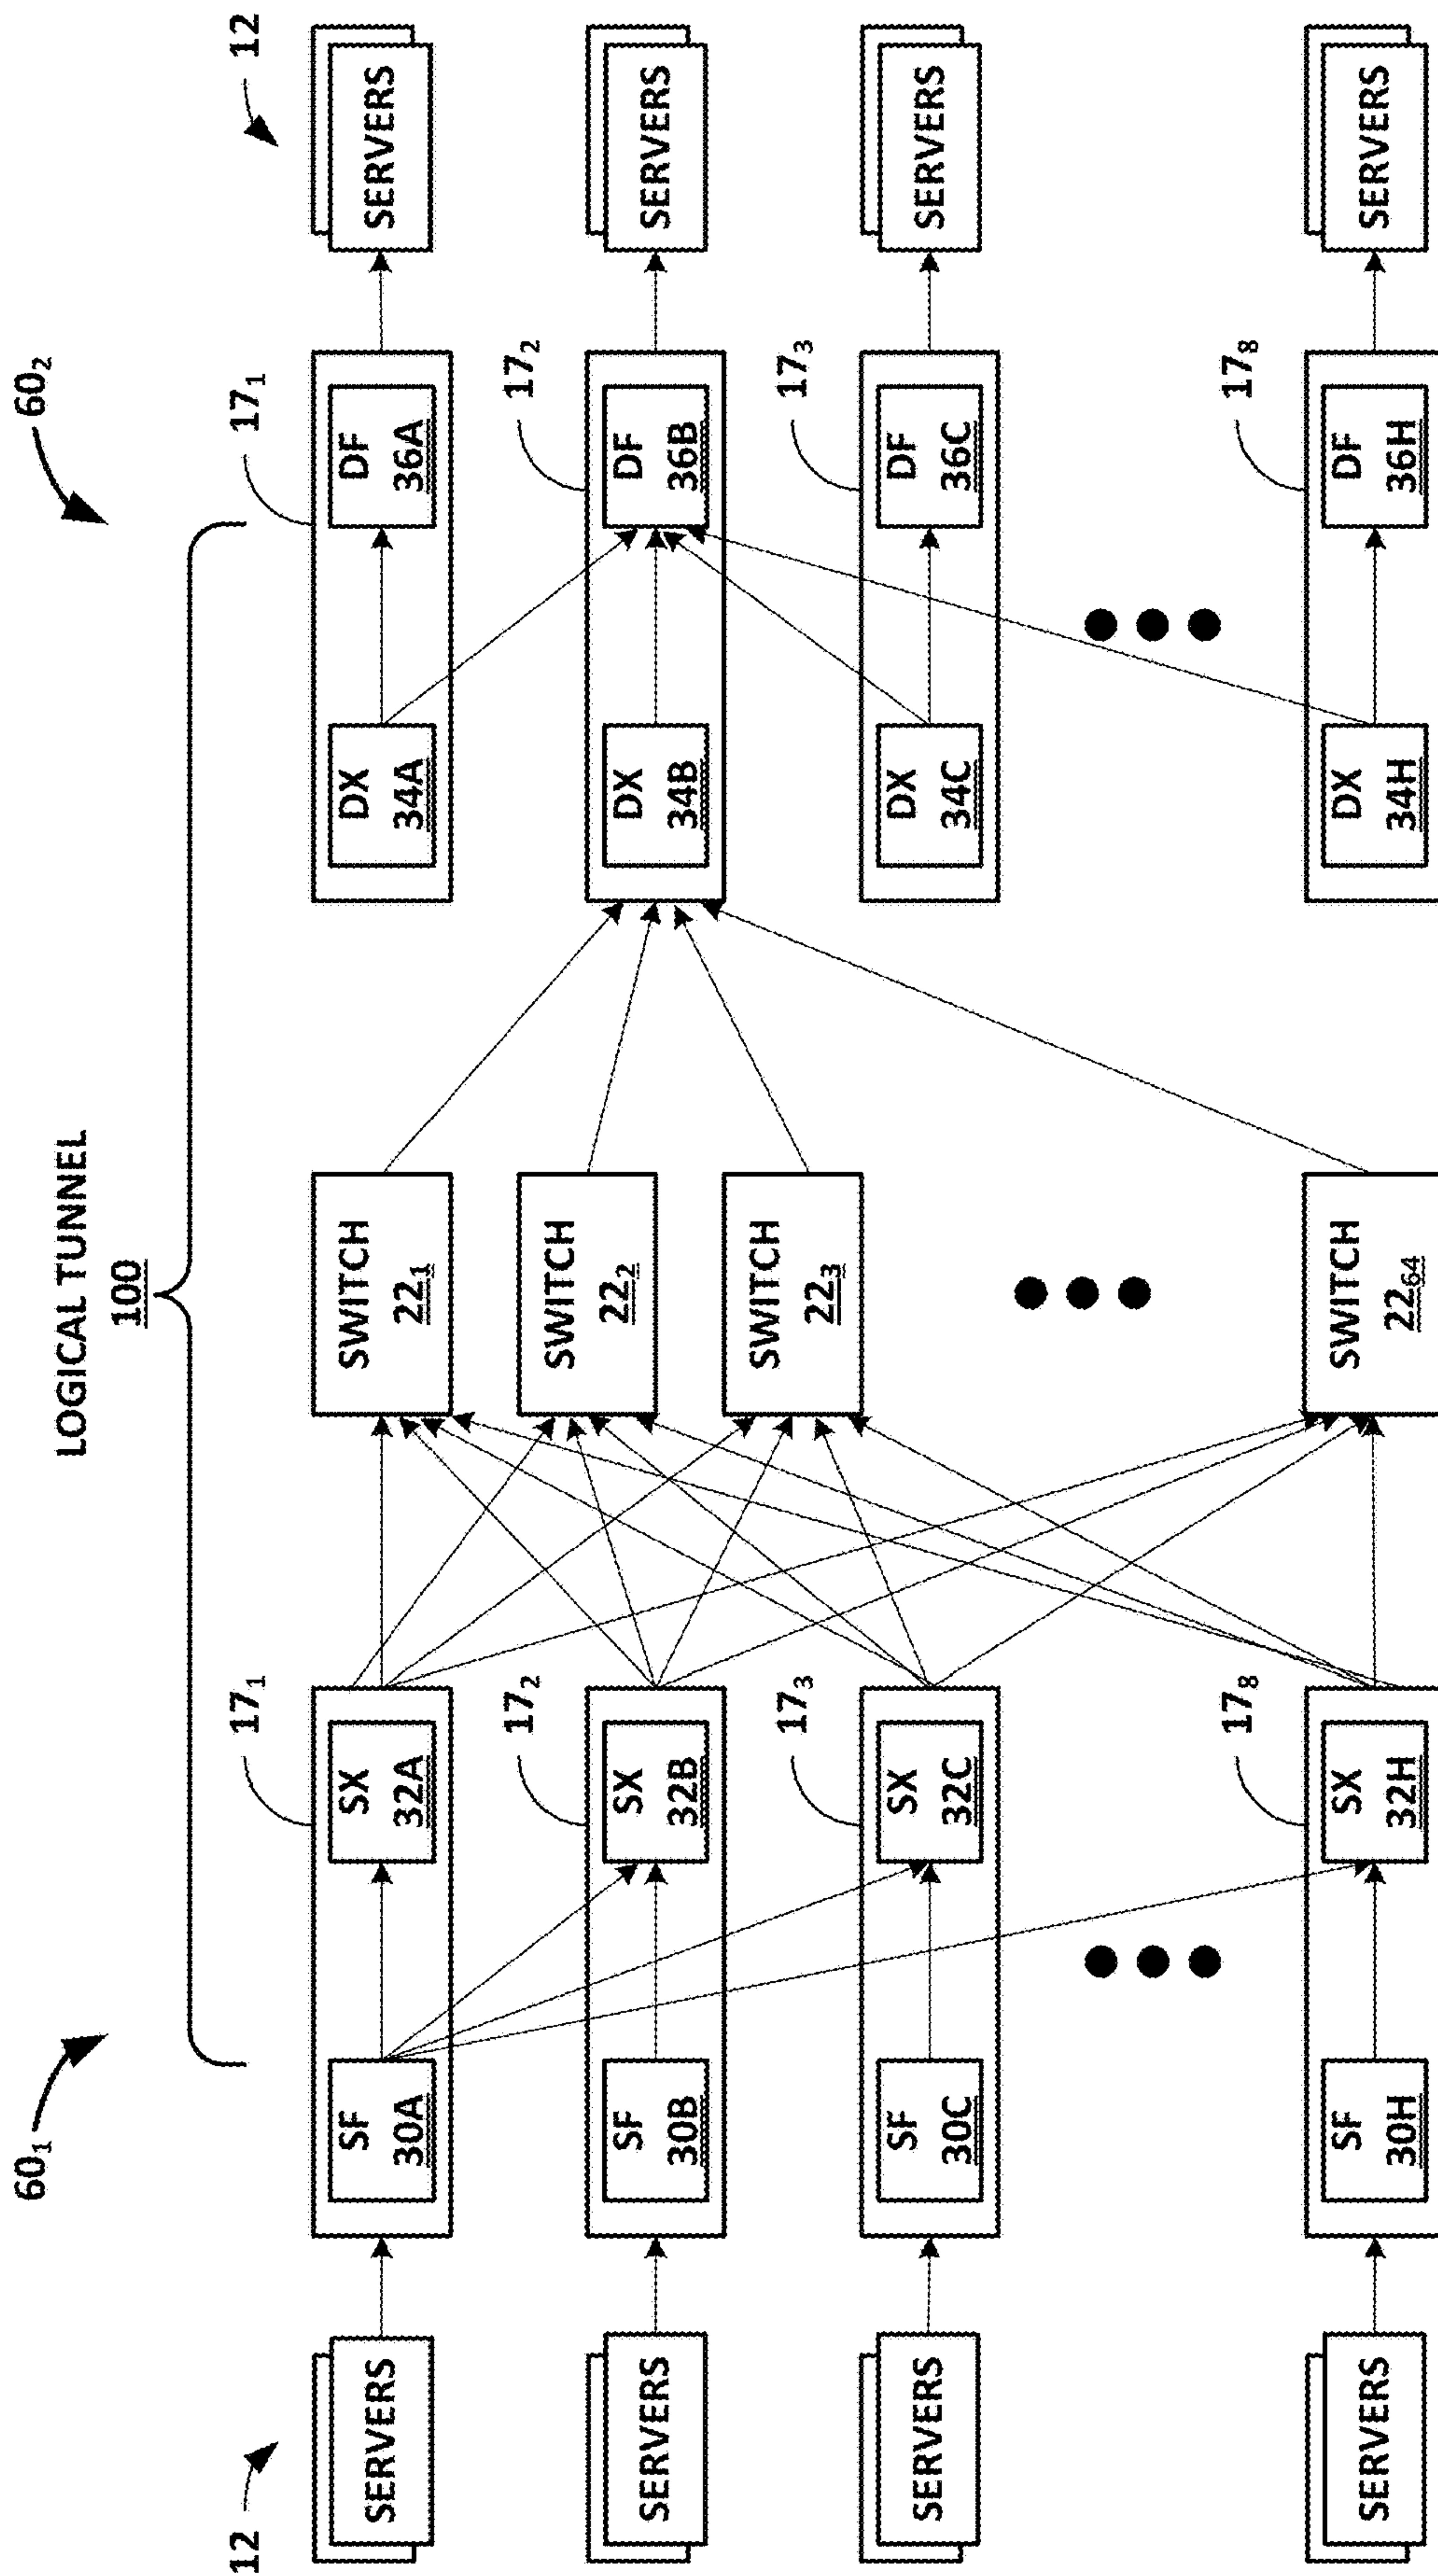 60₁
60₂
LOGICAL TUNNEL
100
12
17₁
17₁
12
SERVERS
SF
30A
SX
32A
SWITCH
22₁
DX
34A
DF
36A
SERVERS
17₂
17₂
SERVERS
SF
30B
SX
32B
SWITCH
22₂
DX
34B
DF
36B
SERVERS
17₃
17₃
SERVERS
SF
30C
SX
32C
SWITCH
22₃
DX
34C
DF
36C
SERVERS
17₈
17₈
SERVERS
SF
30H
SX
32H
SWITCH
22₆₄
DX
34H
DF
36H
SERVERS